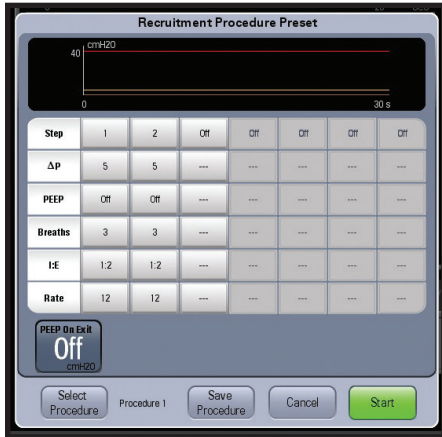 Recruitment Procedure Preset
cmH2O
40
0 30 s
Step 1 2 Off Off Off Off Off
ΔP 5 5 --- --- --- --- ---
PEEP Off Off --- --- --- --- ---
Breaths 3 3 --- --- --- --- ---
I:E 1:2 1:2 --- --- --- --- ---
Rate 12 12 --- --- --- --- ---
PEEP On Exit
Off
cmH2O
Select
Procedure
Procedure 1
Save
Procedure
Cancel
Start